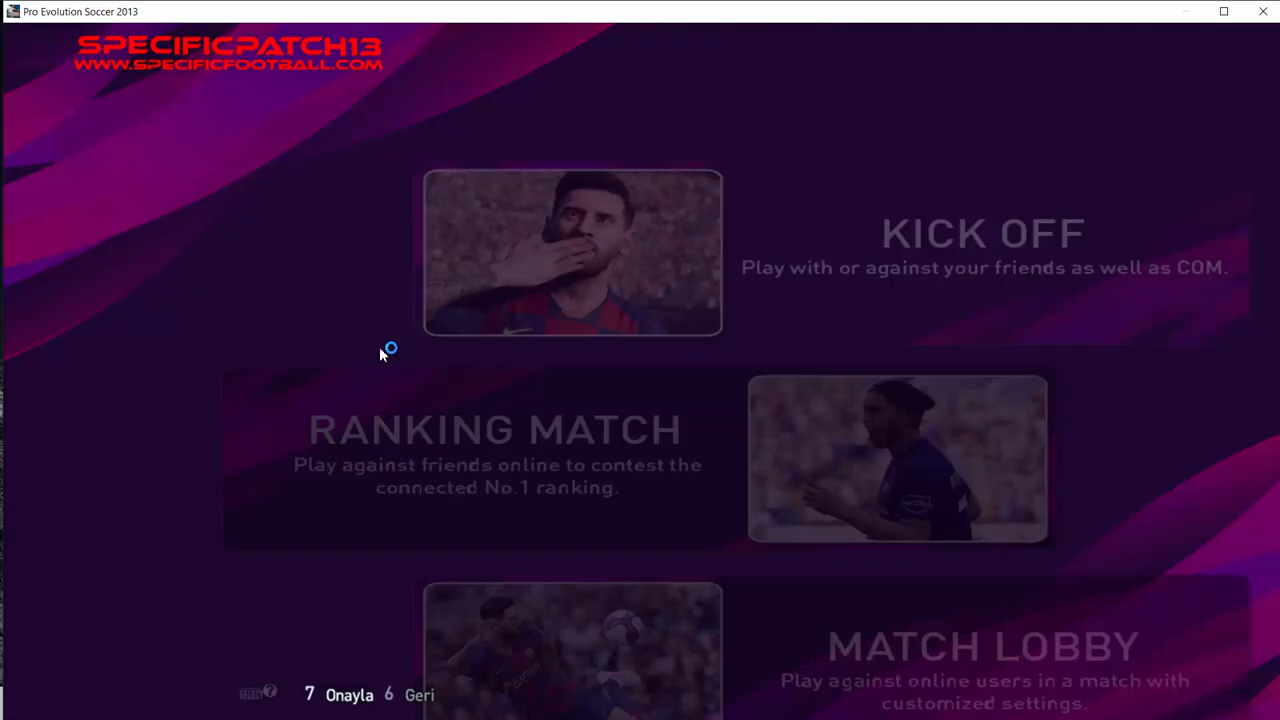 Pro Evolution Soccer 2013
SPECIFICPATCH13
WWW.SPECIFICFOOTBALL.COM
KICK OFF
Play with or against your friends as well as COM.
RANKING MATCH
Play against friends online to contest the
connected No.1 ranking.
MATCH LOBBY
Play against online users in a match with
customized settings.
SELECT ? 7 Onayla 6 Geri